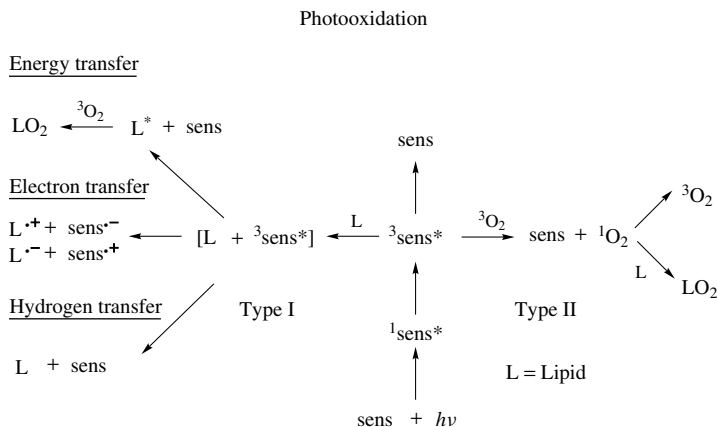 Photooxidation
Energy transfer
³O₂
LO₂ L* + sens
sens
Electron transfer
L•+ + sens•−
L•− + sens•+
[L + ³sens*] L ³sens* ³O₂ sens + ¹O₂
³O₂
L
LO₂
Hydrogen transfer
Type I
Type II
¹sens*
L + sens
L = Lipid
sens + hν